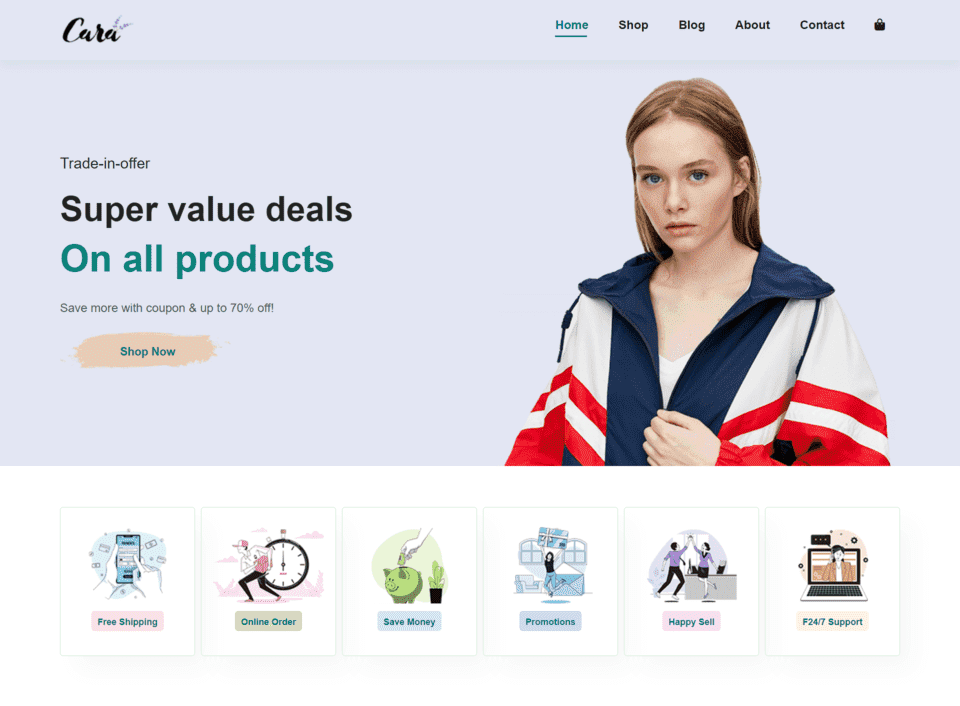 Cara
Home Shop Blog About Contact
Trade-in-offer
Super value deals
On all products
Save more with coupon & up to 70% off!
Shop Now
Free Shipping Online Order Save Money Promotions Happy Sell F24/7 Support